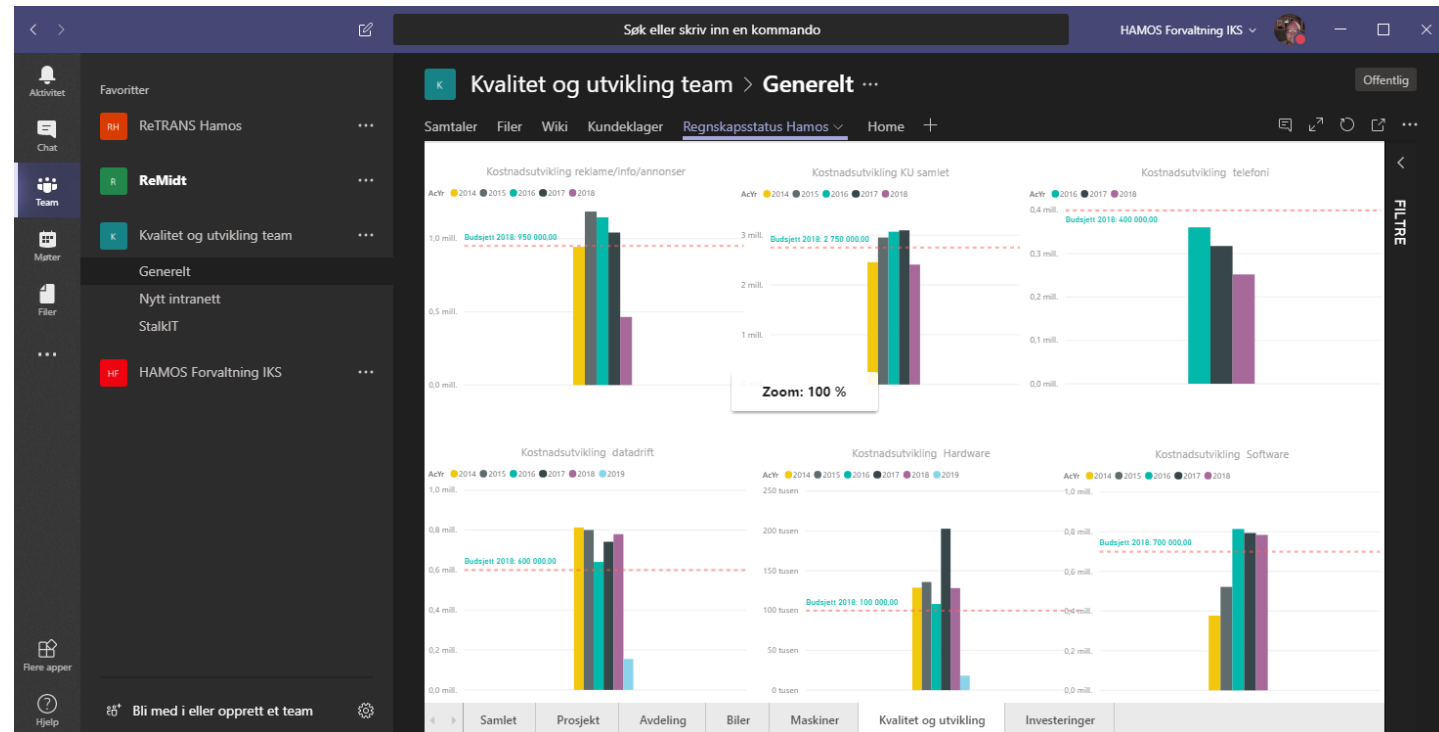 Søk eller skriv inn en kommando
HAMOS Forvaltning IKS
Aktivitet
Chat
Team
Møter
Filer
Flere apper
Hjelp
Favoritter
RH ReTRANS Hamos
R ReMidt
K Kvalitet og utvikling team
Generelt
Nytt intranett
StalkIT
HF HAMOS Forvaltning IKS
Bli med i eller opprett et team
K Kvalitet og utvikling team > Generelt ...
Offentlig
Samtaler Filer Wiki Kundeklager Regnskapsstatus Hamos Home +
FILTRE
Kostnadsutvikling reklame/info/annonser
AcYr 2014 2015 2016 2017 2018
1,0 mill.
Budsjett 2018: 950 000,00
0,5 mill.
0,0 mill.
Kostnadsutvikling KU samlet
AcYr 2014 2015 2016 2017 2018
3 mill.
Budsjett 2018: 2 750 000,00
2 mill.
1 mill.
Kostnadsutvikling telefoni
AcYr 2016 2017 2018
0,4 mill.
Budsjett 2018: 400 000,00
0,3 mill.
0,2 mill.
0,1 mill.
0,0 mill.
Zoom: 100 %
Kostnadsutvikling datadrift
AcYr 2014 2015 2016 2017 2018 2019
1,0 mill.
0,8 mill.
Budsjett 2018: 600 000,00
0,6 mill.
0,4 mill.
0,2 mill.
0,0 mill.
Kostnadsutvikling Hardware
AcYr 2014 2015 2016 2017 2018 2019
250 tusen
200 tusen
150 tusen
Budsjett 2018: 100 000,00
100 tusen
50 tusen
0 tusen
Kostnadsutvikling Software
AcYr 2014 2015 2016 2017 2018
1,0 mill.
0,8 mill.
Budsjett 2018: 700 000,00
0,6 mill.
0,4 mill.
0,2 mill.
0,0 mill.
Samlet Prosjekt Avdeling Biler Maskiner Kvalitet og utvikling Investeringer